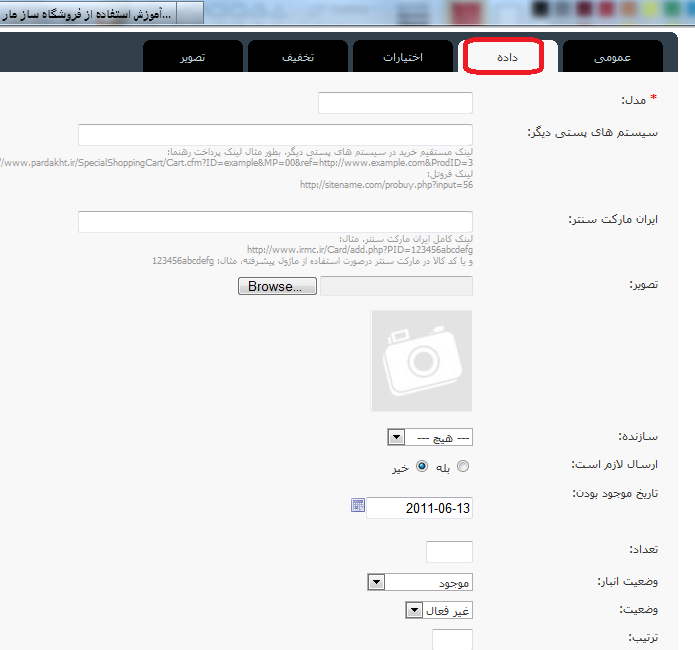 آموزش استفاده از فروشگاه ساز مار...
عمومی
داده
اختیارات
تخفیف
تصویر
* مدل:
سیستم های پستی دیگر:
لینک مستقیم خرید در سیستم های پستی دیگر، بطور مثال لینک پرداخت رهنما:
/www.pardakht.ir/SpecialShoppingCart/Cart.cfm?ID=example&MP=00&ref=http://www.example.com&ProdID=3
لینک فروتل:
http://sitename.com/probuy.php?input=56
ایران مارکت سنتر:
لینک کامل ایران مارکت سنتر، مثال:
http://www.irmc.ir/Card/add.php?PID=123456abcdefg
و یا کد کالا در مارکت سنتر درصورت استفاده از ماژول پیشرفته، مثال: 123456abcdefg
تصویر:
Browse...
سازنده:
--- هیچ ---
ارسال لازم است:
بله خیر
تاریخ موجود بودن:
2011-06-13
تعداد:
وضعیت انبار:
موجود
وضعیت:
غیر فعال
ترتیب: